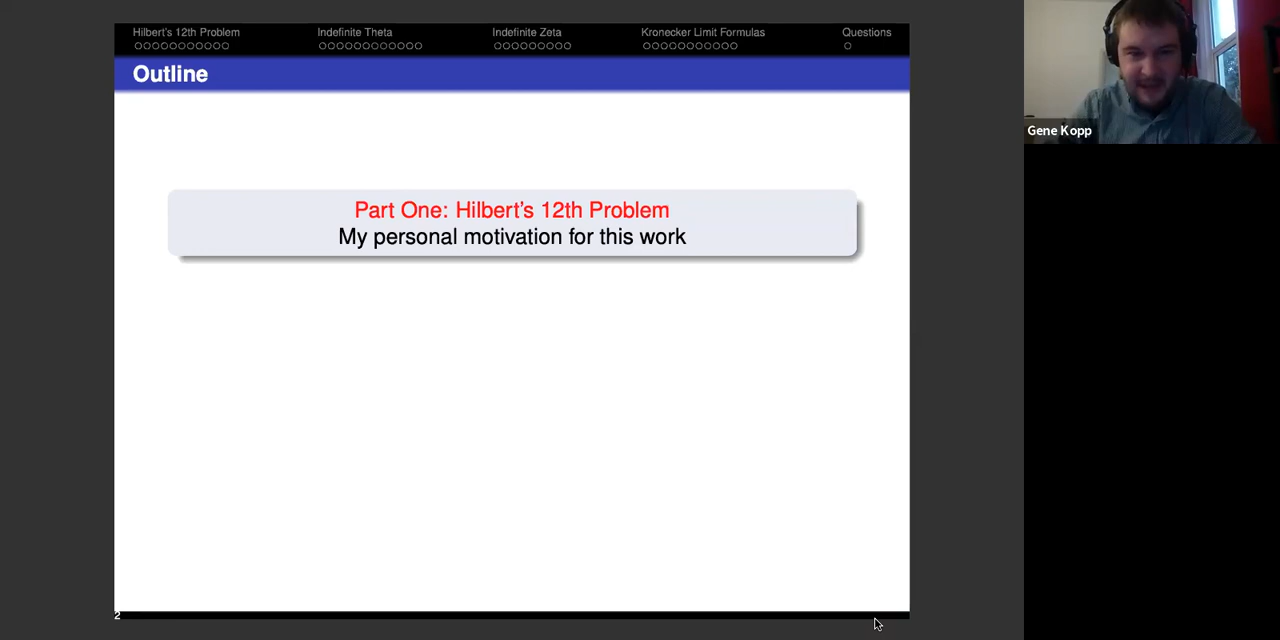 Hilbert's 12th Problem
Indefinite Theta
Indefinite Zeta
Kronecker Limit Formulas
Questions
Outline
Part One: Hilbert's 12th Problem
My personal motivation for this work
2
Gene Kopp